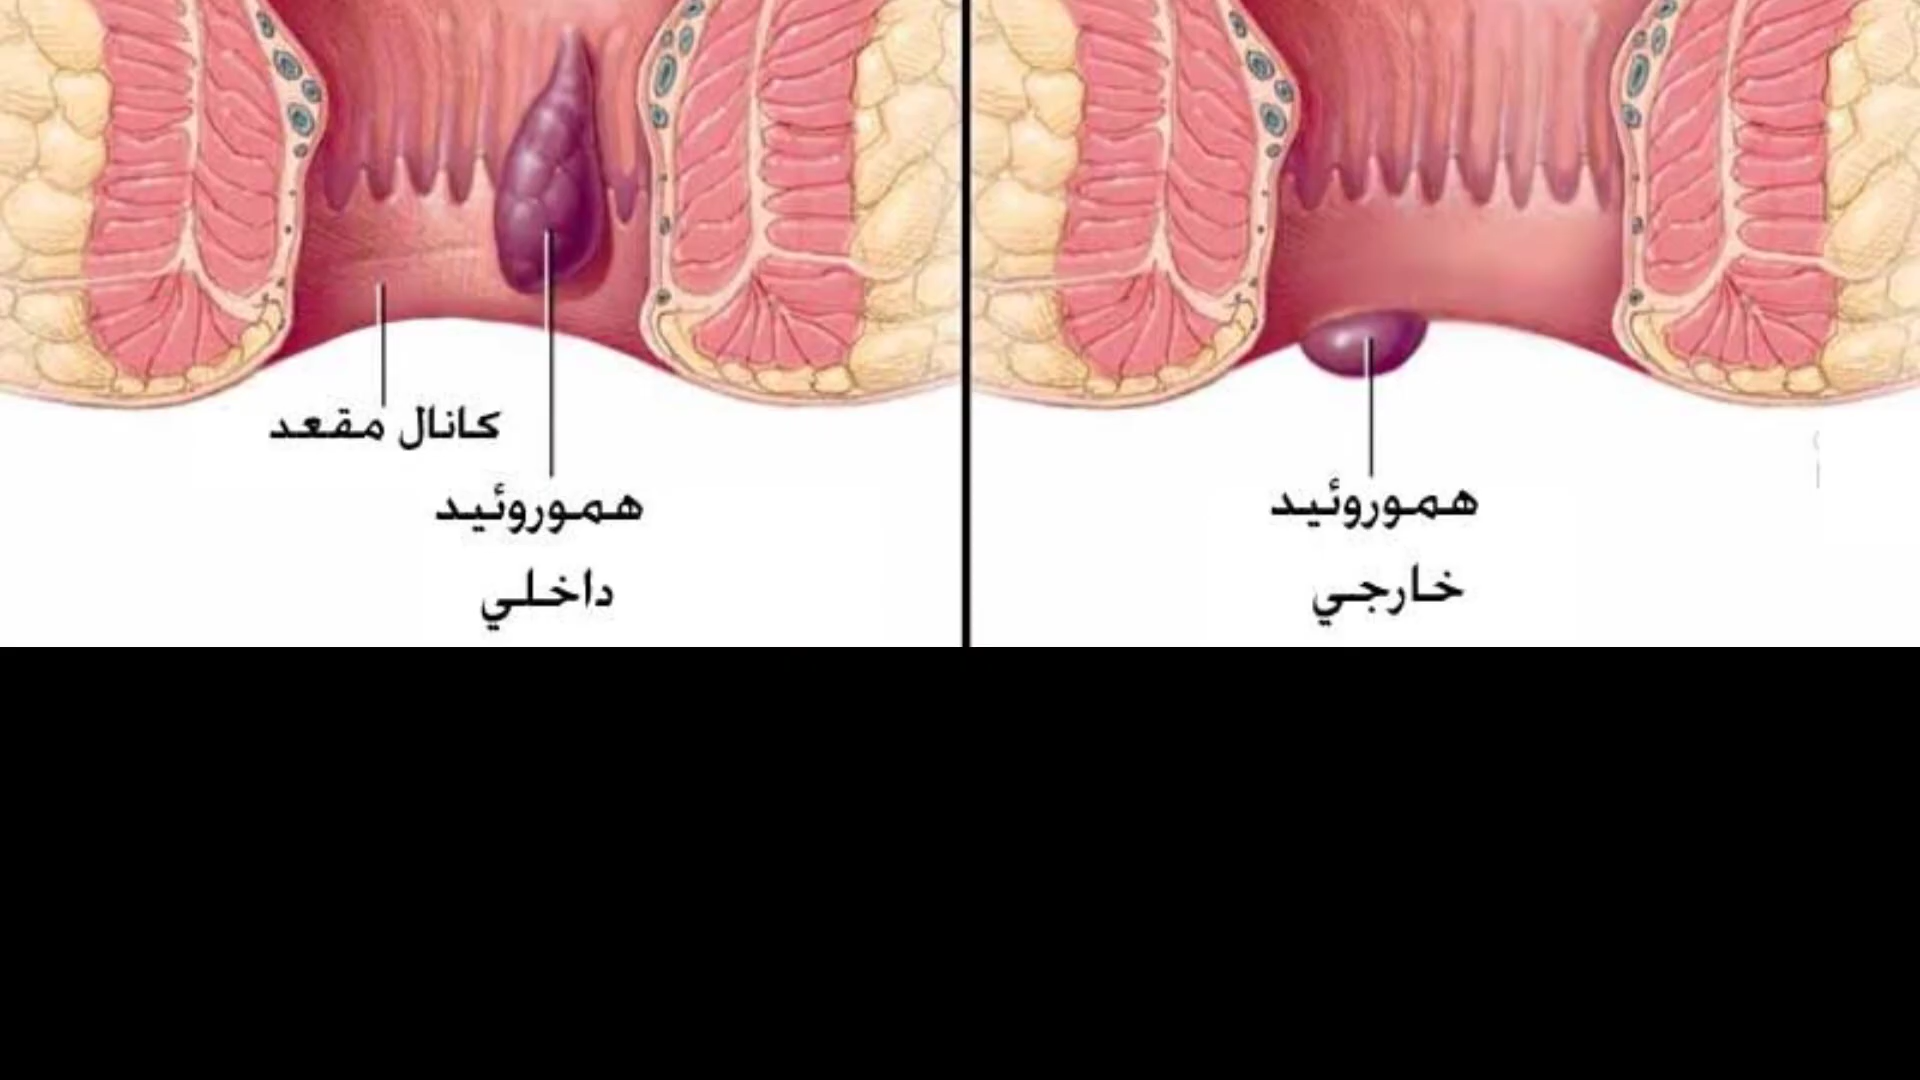 کانال مقعد
هموروئید
داخلي
هموروئید
خارجي